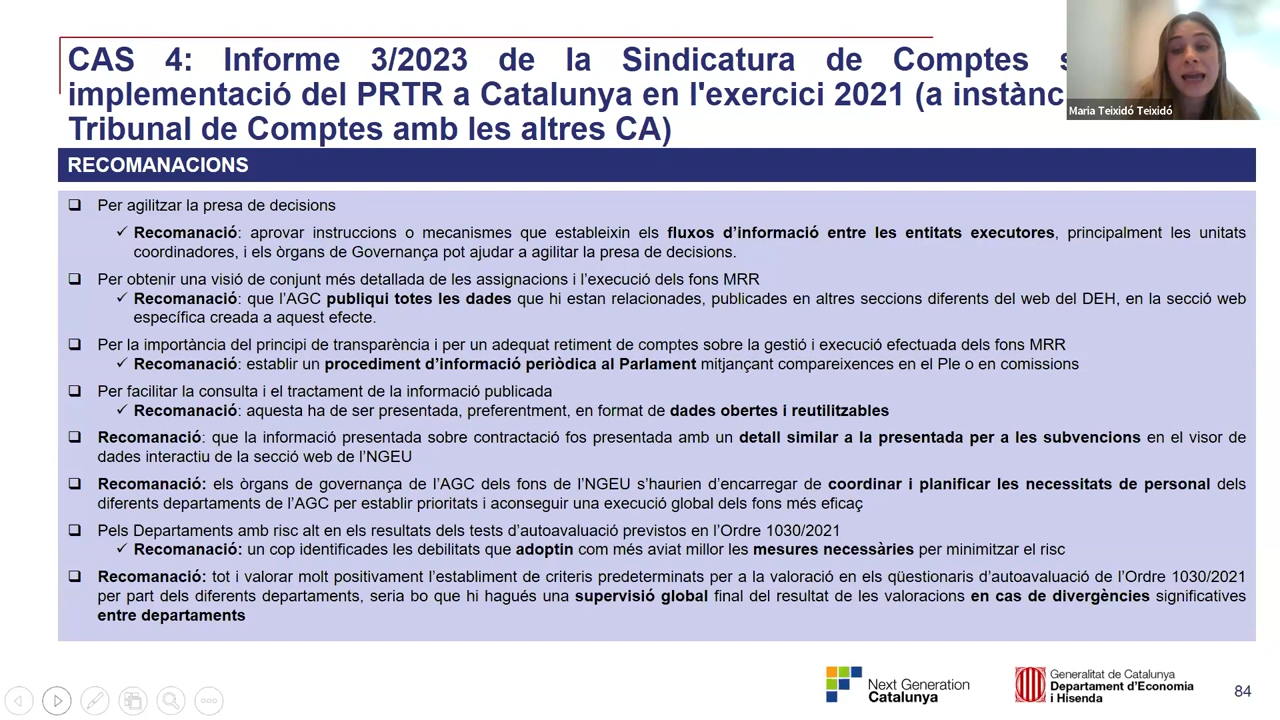 CAS 4: Informe 3/2023 de la Sindicatura de Comptes
implementació del PRTR a Catalunya en l'exercici 2021 (a
Tribunal de Comptes amb les altres CA)
Maria Teixidó Teixidó
RECOMANACIONS
❑ Per agilitzar la presa de decisions
✓ Recomanació: aprovar instruccions o mecanismes que estableixin els fluxos d’informació entre les entitats executores, principalment les unitats
coordinadores, i els òrgans de Governança pot ajudar a agilitar la presa de decisions.
❑ Per obtenir una visió de conjunt més detallada de les assignacions i l’execució dels fons MRR
✓ Recomanació: que l’AGC publiqui totes les dades que hi estan relacionades, publicades en altres seccions diferents del web del DEH, en la secció web
específica creada a aquest efecte.
❑ Per la importància del principi de transparència i per un adequat retiment de comptes sobre la gestió i execució efectuada dels fons MRR
✓ Recomanació: establir un procediment d’informació periòdica al Parlament mitjançant compareixences en el Ple o en comissions
❑ Per facilitar la consulta i el tractament de la informació publicada
✓ Recomanació: aquesta ha de ser presentada, preferentment, en format de dades obertes i reutilitzables
❑ Recomanació: que la informació presentada sobre contractació fos presentada amb un detall similar a la presentada per a les subvencions en el visor de
dades interactiu de la secció web de l’NGEU
❑ Recomanació: els òrgans de governança de l’AGC dels fons de l’NGEU s’haurien d’encarregar de coordinar i planificar les necessitats de personal dels
diferents departaments de l’AGC per establir prioritats i aconseguir una execució global dels fons més eficaç
❑ Pels Departaments amb risc alt en els resultats dels tests d’autoavaluació previstos en l’Ordre 1030/2021
✓ Recomanació: un cop identificades les debilitats que adoptin com més aviat millor les mesures necessàries per minimitzar el risc
❑ Recomanació: tot i valorar molt positivament l’establiment de criteris predeterminats per a la valoració en els qüestionaris d’autoavaluació de l’Ordre 1030/2021
per part dels diferents departaments, seria bo que hi hagués una supervisió global final del resultat de les valoracions en cas de divergències significatives
entre departaments
Next Generation
Catalunya
Generalitat de Catalunya
Departament d’Economia
i Hisenda
84